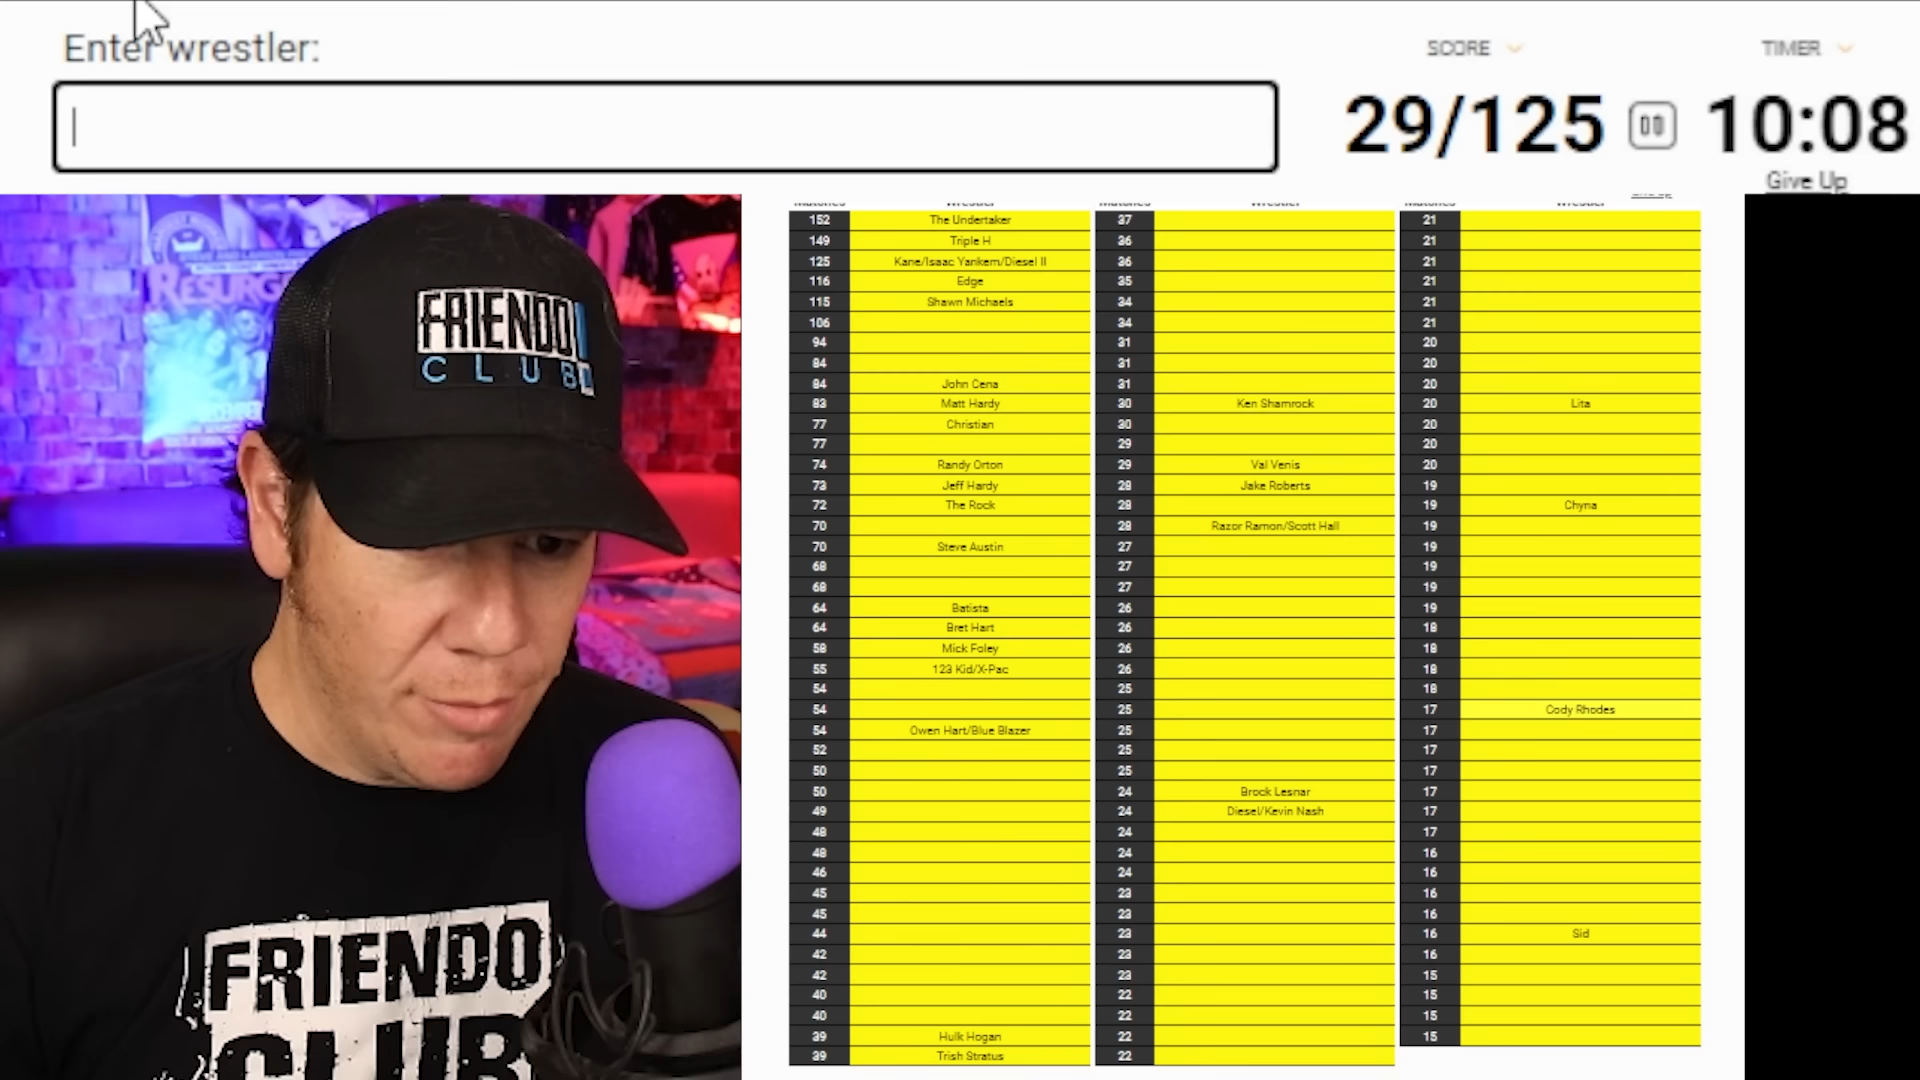 Enter wrestler:
SCORE
TIMER
29/125
10:08
Give Up
RESURG
FRIENDO
CLUB
FRIENDO
CLUB
152 The Undertaker 37 21
149 Triple H 36 21
125 Kane/Isaac Yankem/Diesel II 36 21
116 Edge 35 21
115 Shawn Michaels 34 21
106 34 21
94 31 20
84 31 20
84 John Cena 31 20
83 Matt Hardy 30 Ken Shamrock 20 Lita
77 Christian 30 20
77 29 20
74 Randy Orton 29 Val Venis 20
73 Jeff Hardy 28 Jake Roberts 19
72 The Rock 28 19 Chyna
70 28 Razor Ramon/Scott Hall 19
70 Steve Austin 27 19
68 27 19
68 27 19
64 Batista 26 19
64 Bret Hart 26 18
58 Mick Foley 26 18
55 123 Kid/X-Pac 26 18
54 25 18
54 25 17 Cody Rhodes
54 Owen Hart/Blue Blazer 25 17
52 25 17
50 25 17
50 24 Brock Lesnar 17
49 24 Diesel/Kevin Nash 17
48 24 17
48 24 16
46 24 16
45 23 16
45 23 16
44 23 16 Sid
42 23 16
42 23 15
40 22 15
40 22 15
39 Hulk Hogan 22 15
39 Trish Stratus 22